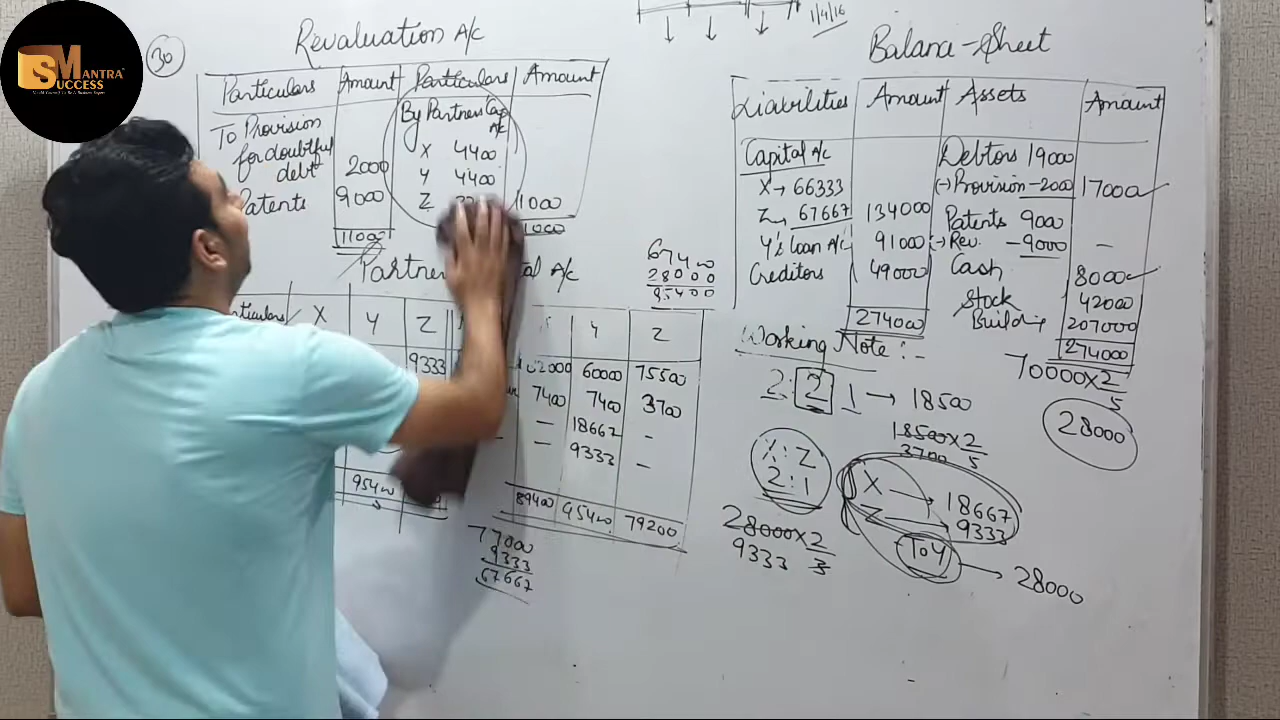 SM
MANTRA
SUCCESS
30
Revaluation A/c
Particulars Amount Particulars Amount
To Provision for doubtful debt 2000
Patents 9000
11000
By Partners Cap A/c
X 4400
Y 4400
Z 11000
1/4/16
Balance-Sheet
Liabilities Amount Assets Amount
Capital A/c
X→ 66333
Z→ 67667 134000
Y's loan A/c 91000
Creditors 49000
274000
Debtors 19000
(-) Provision -2000 17000
Patents 9000
(-) Rev. -9000 -
Cash 8000
Stock 42000
Building 207000
274000
67400
28000
95400
X Y Z
9333
95400
Y Z
60000 75500
7400 7400 3700
- 18667 -
- 9333 -
89400 95400 79200
77000
9333
67667
Working Note :-
2:2 1 → 18500
18500×2/5
3700
X:Z
2:1
28000×2/3
9333
X → 18667
Z → 9333
To Y → 28000
70000×2/5
28000